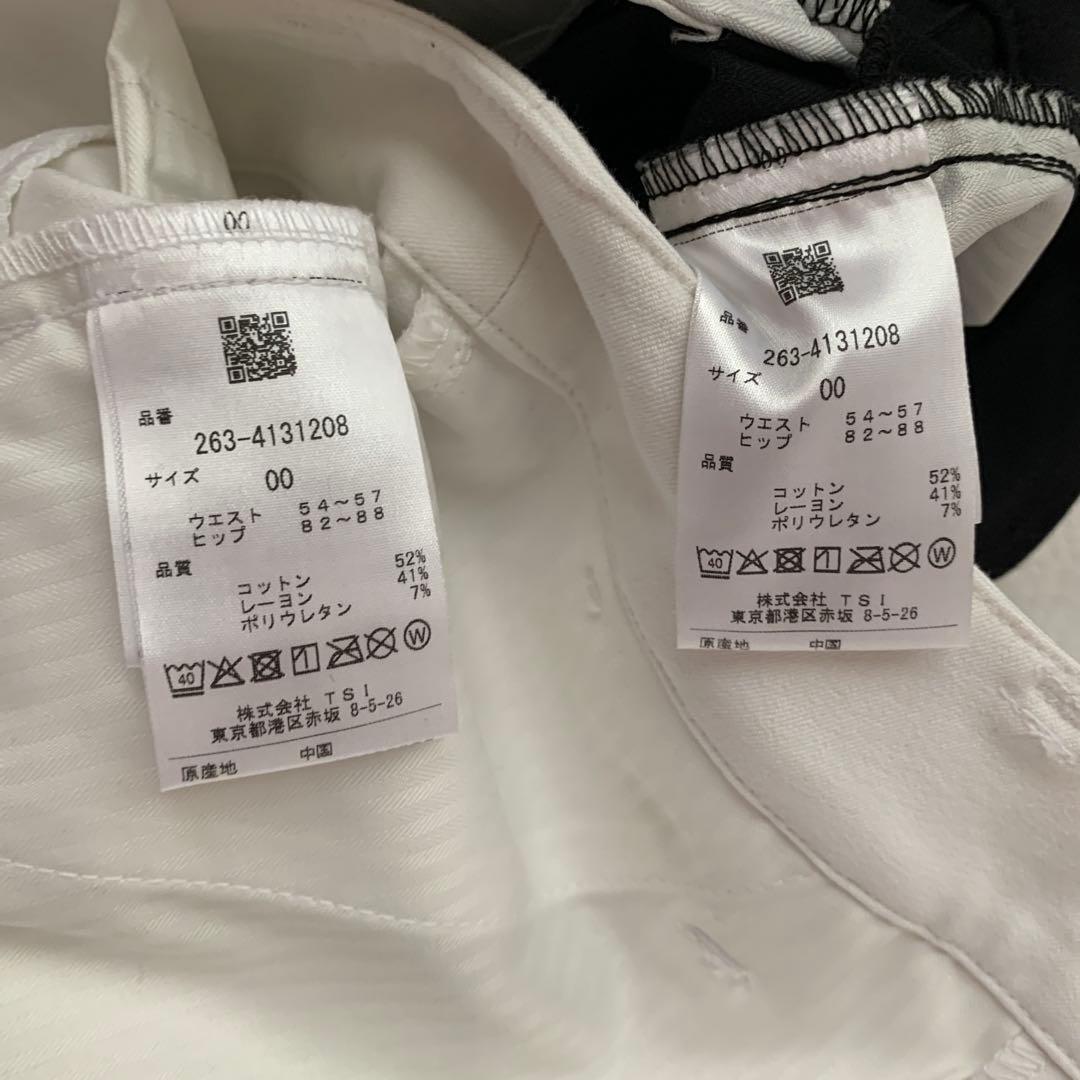 00
品番
263-4131208
サイズ
00
ウエスト 54~57
ヒップ 82~88
品質
コットン 52%
レーヨン 41%
ポリウレタン 7%
40 W
株式会社 TSI
東京都港区赤坂 8-5-26
原産地 中国
品番
263-4131208
サイズ
00
ウエスト 54~57
ヒップ 82~88
品質
コットン 52%
レーヨン 41%
ポリウレタン 7%
40 W
株式会社 TSI
東京都港区赤坂 8-5-26
原産地 中国